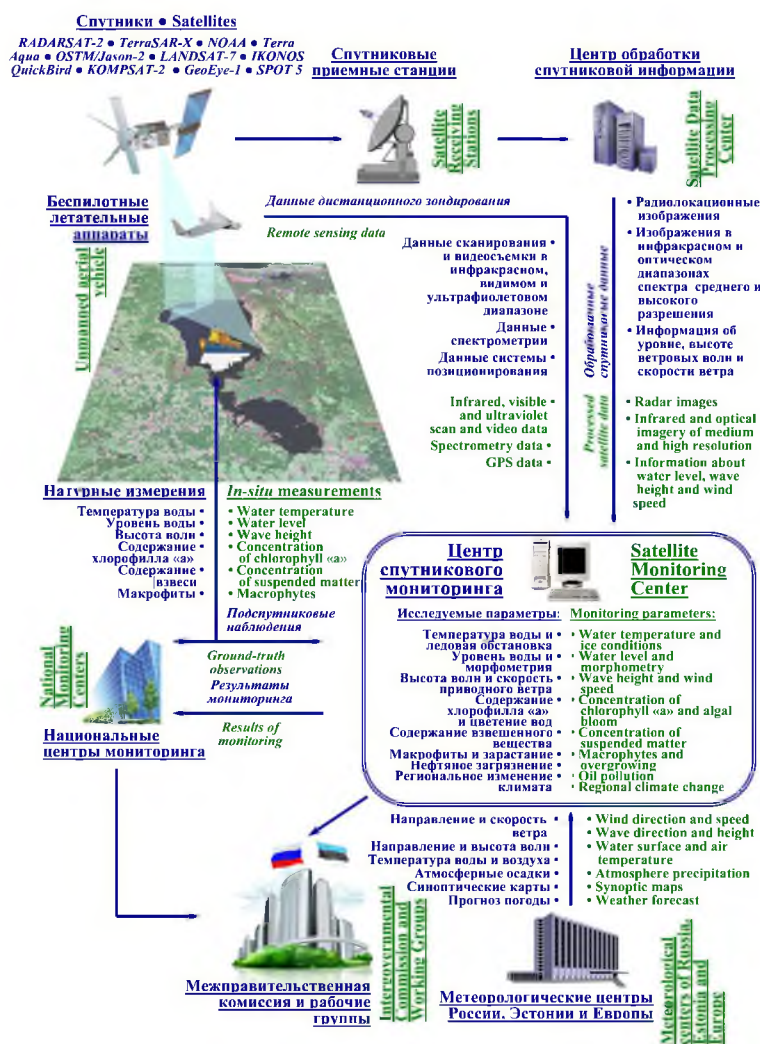 Спутники ● Satellites
RADARSAT-2 ● TerraSAR-X ● NOAA ● Terra
Aqua ● OSTM/Jason-2 ● LANDSAT-7 ● IKONOS
QuickBird ● KOMPSAT-2 ● GeoEye-1 ● SPOT 5
Спутниковые
приемные станции
Центр обработки
спутниковой информации
Satellite
Receiving
Stations
Satellite Data
Processing
Center
Беспилотные
летательные
аппараты
Unmanned aerial
vehicle
Данные дистанционного зондирования
Remote sensing data
Данные сканирования •
и видеосъемки в
инфракрасном,
видимом и
ультрафиолетовом
диапазоне
Данные •
спектрометрии
Данные системы •
позиционирования
Infrared, visible •
and ultraviolet
scan and video data
Spectrometry data •
GPS data •
Обработанные
спутниковые данные
Processed
satellite data
• Радиолокационные
изображения
• Изображения в
инфракрасном и
оптическом
диапазонах
спектра среднего и
высокого
разрешения
• Информация об
уровне, высоте
ветровых волн и
скорости ветра
• Radar images
• Infrared and optical
imagery of medium
and high resolution
• Information about
water level, wave
height and wind
speed
Натурные измерения
Температура воды •
Уровень воды •
Высота волн •
Содержание •
хлорофилла «а»
Содержание •
взвеси
Макрофиты •
In-situ measurements
• Water temperature
• Water level
• Wave height
• Concentration
of chlorophyll «a»
• Concentration
of suspended matter
• Macrophytes
Подспутниковые
наблюдения
Ground-truth
observations
Результаты
мониторинга
Results of
monitoring
National
Monitoring
Centers
Национальные
центры мониторинга
Центр
спутникового
мониторинга
Satellite
Monitoring
Center
Исследуемые параметры:
Температура воды и •
ледовая обстановка
Уровень воды и •
морфометрия
Высота волн и скорость •
приводного ветра
Содержание •
хлорофилла «а»
и цветение вод
Содержание взвешенного •
вещества
Макрофиты и зарастание •
Нефтяное загрязнение •
Региональное изменение •
климата
Monitoring parameters:
• Water temperature and
ice conditions
• Water level and
morphometry
• Wave height and wind
speed
• Concentration of
chlorophyll «a» and algal
bloom
• Concentration of
suspended matter
• Macrophytes and
overgrowing
• Oil pollution
• Regional climate change
Направление и скорость •
ветра
Направление и высота волн •
Температура воды и воздуха •
Атмосферные осадки •
Синоптические карты •
Прогноз погоды •
• Wind direction and speed
• Wave direction and height
• Water surface and air
temperature
• Atmosphere precipitation
• Synoptic maps
• Weather forecast
Межправительственная
комиссия и рабочие
группы
Intergovernmental
Commission and
Working Groups
Метеорологические центры
России, Эстонии и Европы
Meteorological
centers of Russia,
Estonia and
Europe